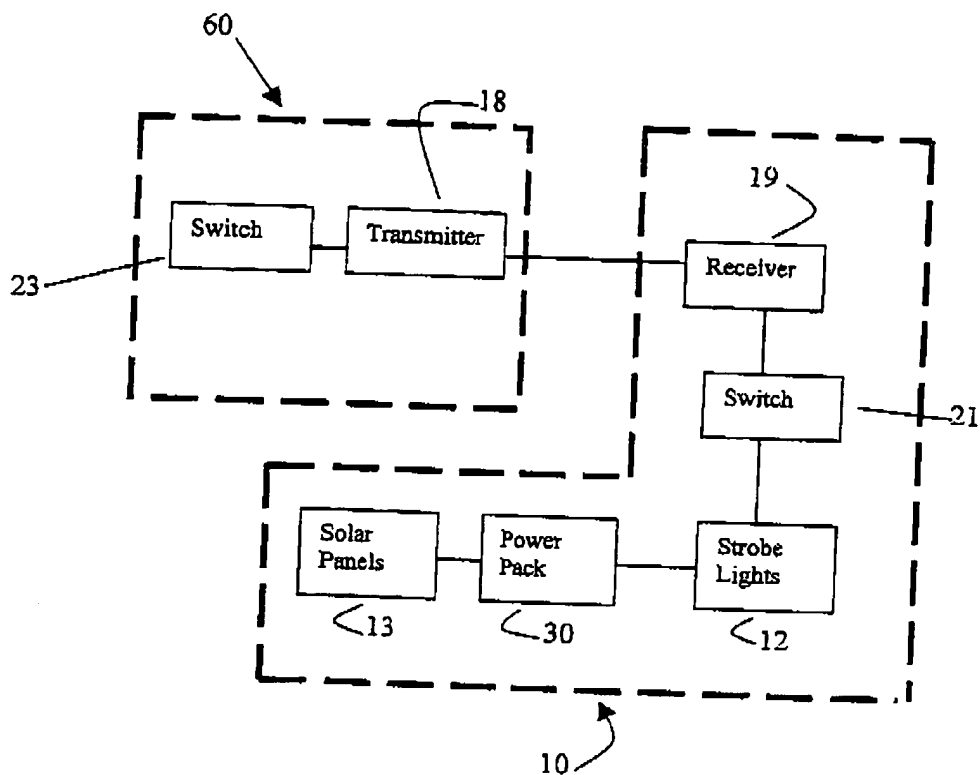 60
18
Switch
Transmitter
23
19
Receiver
Switch
21
Solar
Panels
Power
Pack
Strobe
Lights
13
30
12
10